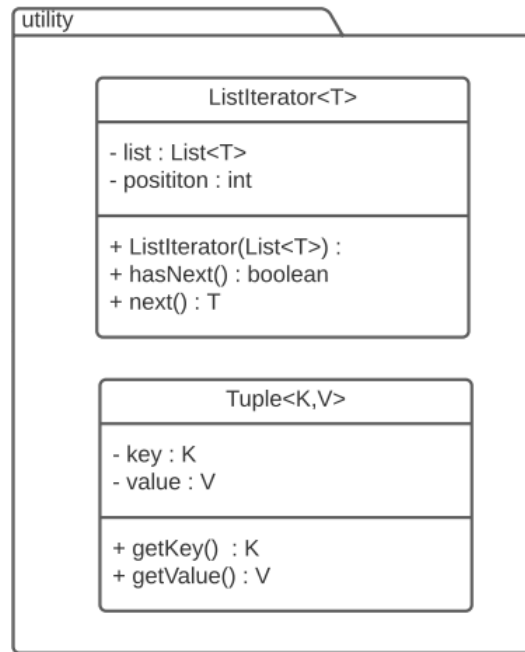 utility
ListIterator<T>
- list : List<T>
- posititon : int
+ ListIterator(List<T>) :
+ hasNext() : boolean
+ next() : T
Tuple<K,V>
- key : K
- value : V
+ getKey()  : K
+ getValue() : V